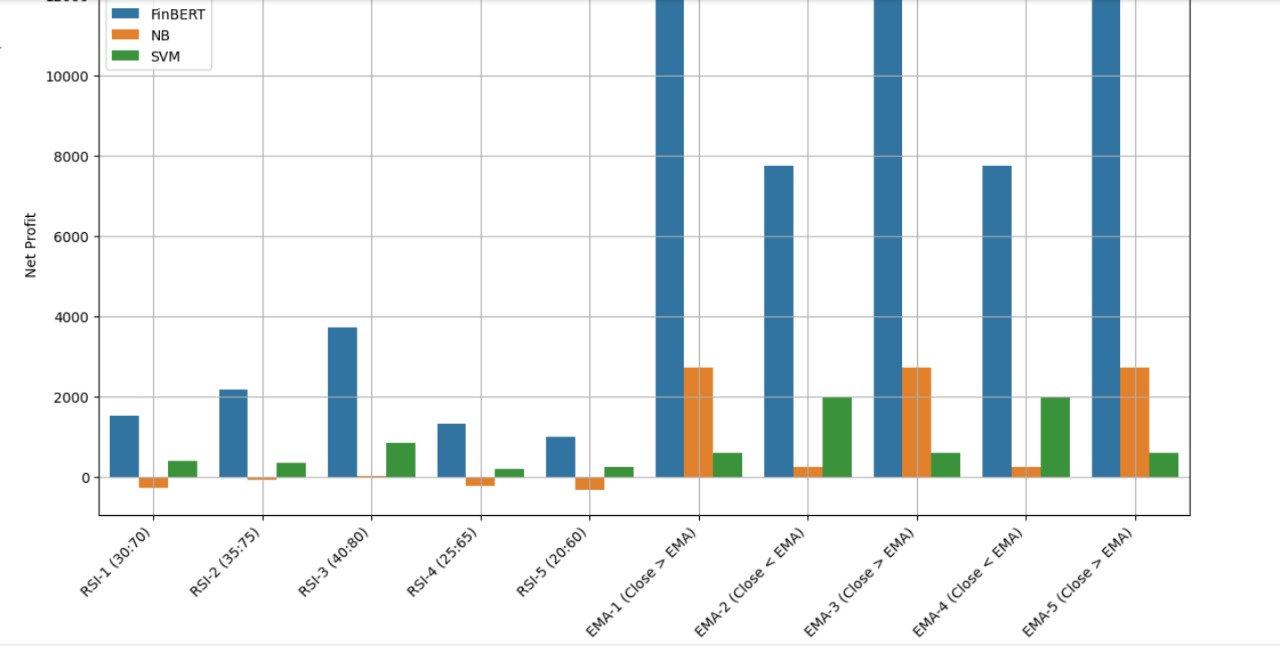 12000
FinBERT
NB
SVM
10000
8000
6000
4000
2000
0
Net Profit
RSI-1 (30:70)
RSI-2 (35:75)
RSI-3 (40:80)
RSI-4 (25:65)
RSI-5 (20:60)
EMA-1 (Close > EMA)
EMA-2 (Close < EMA)
EMA-3 (Close > EMA)
EMA-4 (Close < EMA)
EMA-5 (Close > EMA)